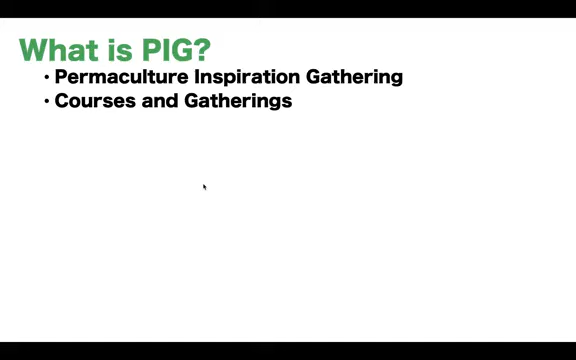 What is PIG?
• Permaculture Inspiration Gathering
• Courses and Gatherings